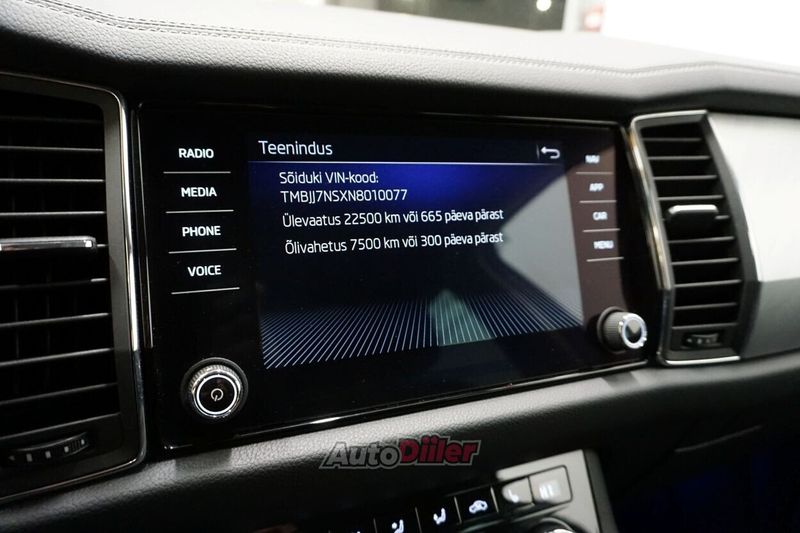 RADIO
MEDIA
PHONE
VOICE
Teenindus
Sõiduki VIN-kood:
TMBJJ7NSXN8010077
Ülevaatus 22500 km või 665 päeva pärast
Õlivahetus 7500 km või 300 päeva pärast
NAV
APP
CAR
MENU
AutoDiiler